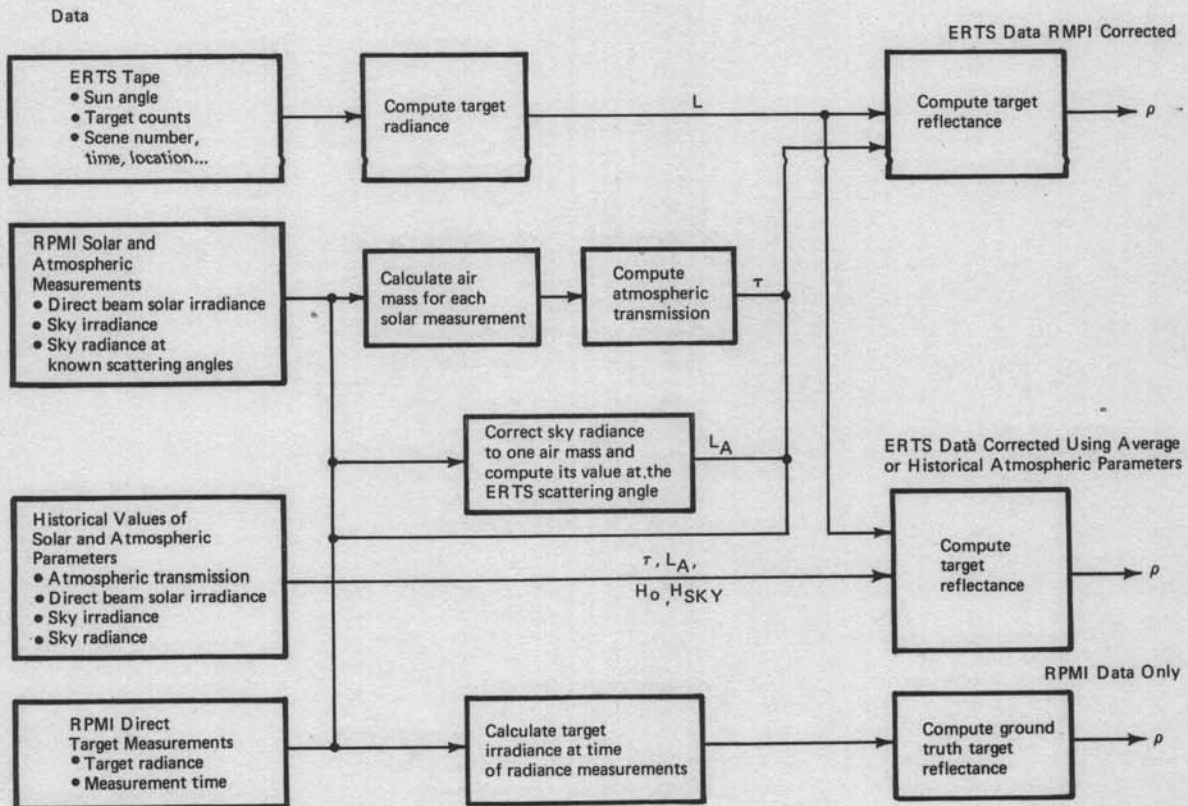 Data
ERTS Data RMPI Corrected
ERTS Tape
• Sun angle
• Target counts
• Scene number,
time, location...
Compute target
radiance
L
Compute target
reflectance
ρ
RPMI Solar and
Atmospheric
Measurements
• Direct beam solar irradiance
• Sky irradiance
• Sky radiance at
known scattering angles
Calculate air
mass for each
solar measurement
Compute
atmospheric
transmission
τ
Correct sky radiance
to one air mass and
compute its value at the
ERTS scattering angle
LA
ERTS Data Corrected Using Average
or Historical Atmospheric Parameters
Historical Values of
Solar and Atmospheric
Parameters
• Atmospheric transmission
• Direct beam solar irradiance
• Sky irradiance
• Sky radiance
τ, LA,
HO, HSKY
Compute
target
reflectance
ρ
RPMI Data Only
RPMI Direct
Target Measurements
• Target radiance
• Measurement time
Calculate target
irradiance at time
of radiance measurements
Compute ground
truth target
reflectance
ρ